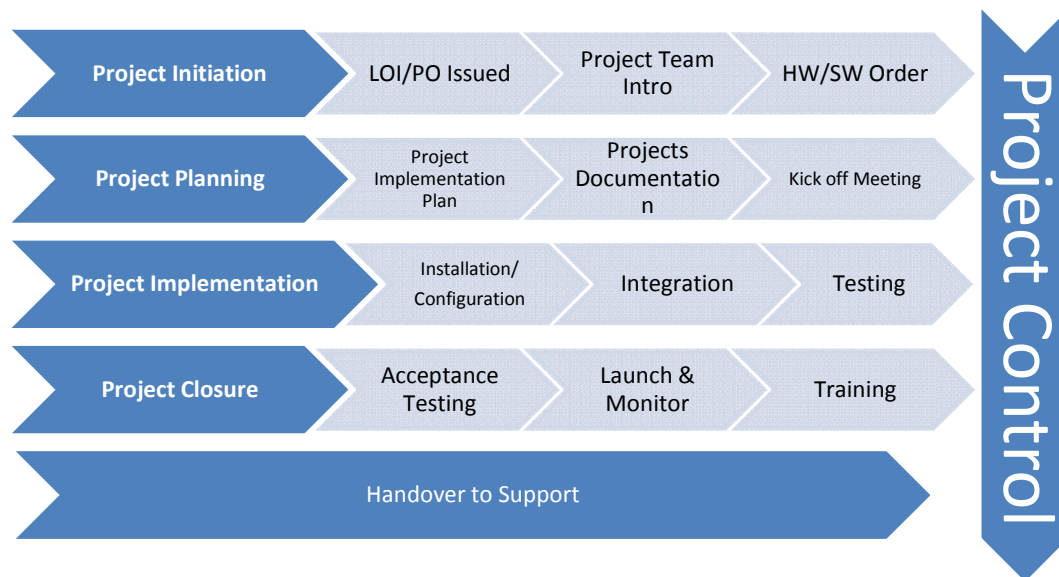 Project Initiation
LOI/PO Issued
Project Team
Intro
HW/SW Order
Project Planning
Project
Implementation
Plan
Projects
Documentatio
n
Kick off Meeting
Project Implementation
Installation/
Configuration
Integration
Testing
Project Closure
Acceptance
Testing
Launch &
Monitor
Training
Handover to Support
Project Control